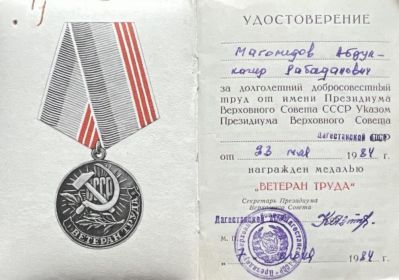 СССР
ВЕТЕРАН ТРУДА
УДОСТОВЕРЕНИЕ
Магомедов Абдул-
Рабаданович
за долголетний добросовестный
труд от имени Президиума
Верховного Совета СССР Указом
Президиума Верховного Совета
Дагестанской АССР
от 23 мая 1984 г.
награжден медалью
"ВЕТЕРАН ТРУДА"
Секретарь Президиума
Верховного Совета
Дагестанской АССР
М. П.
1984 г.